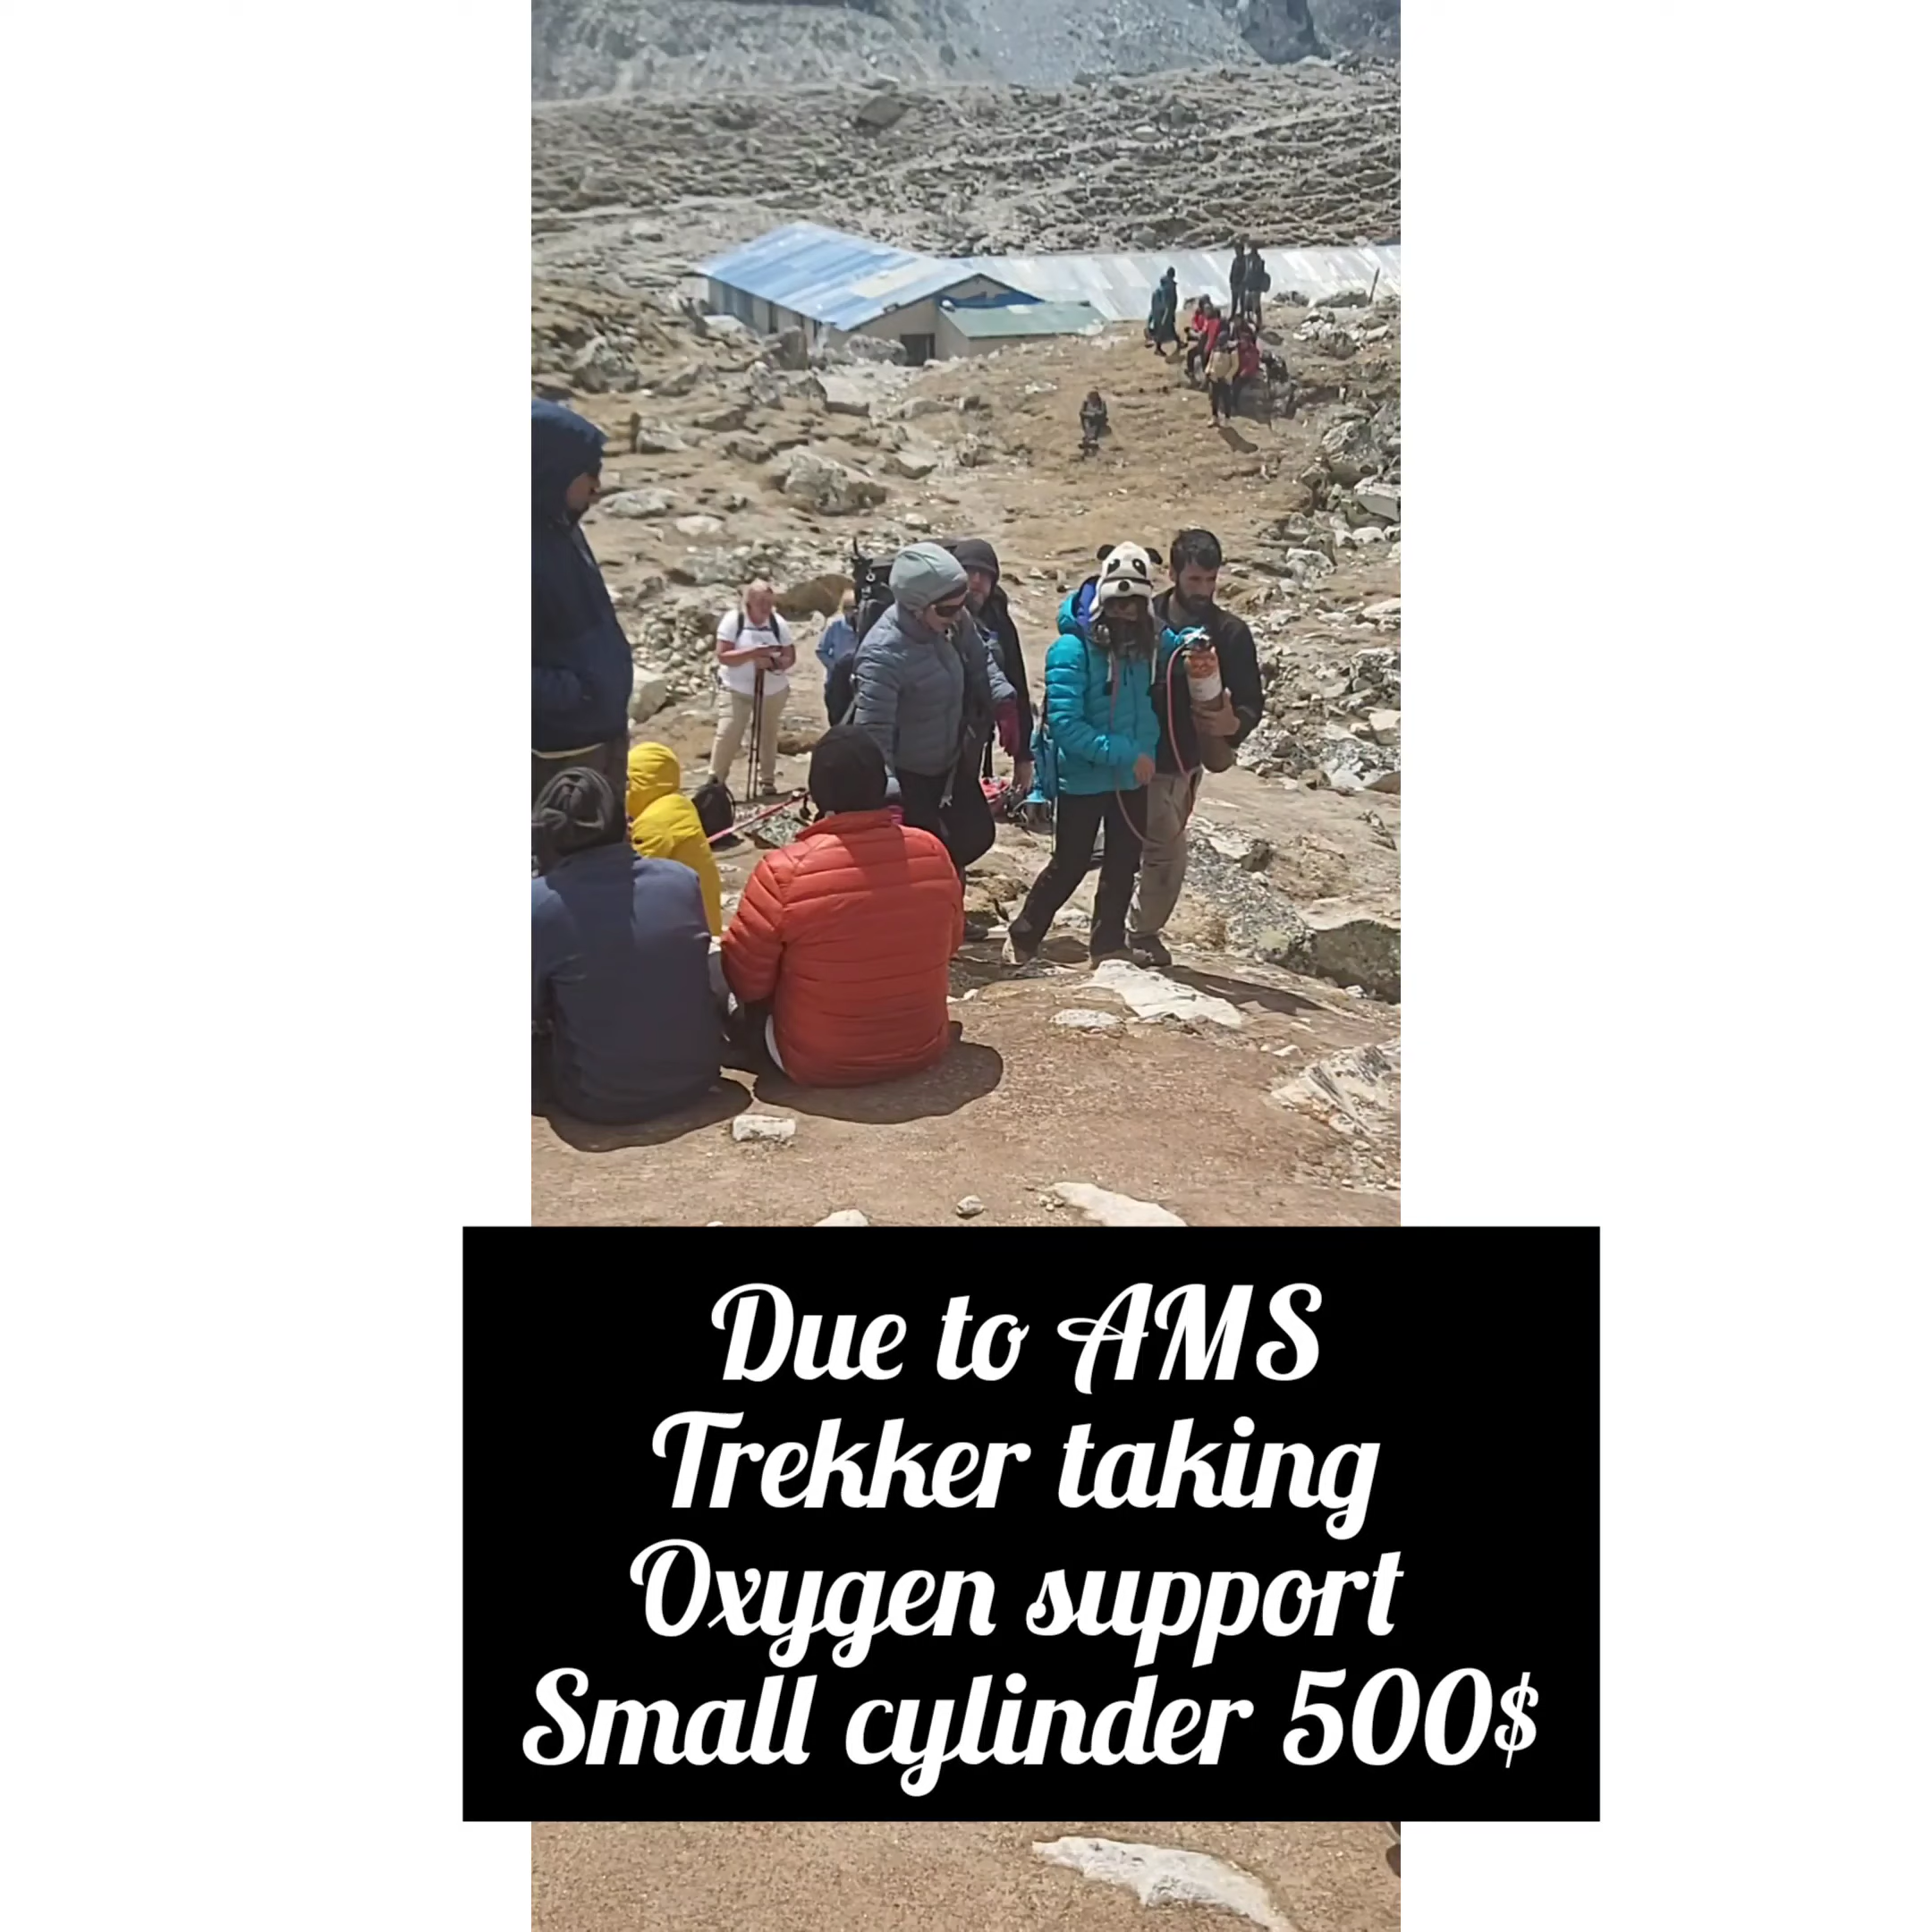 Due to AMS
Trekker taking
Oxygen support
Small cylinder 500$